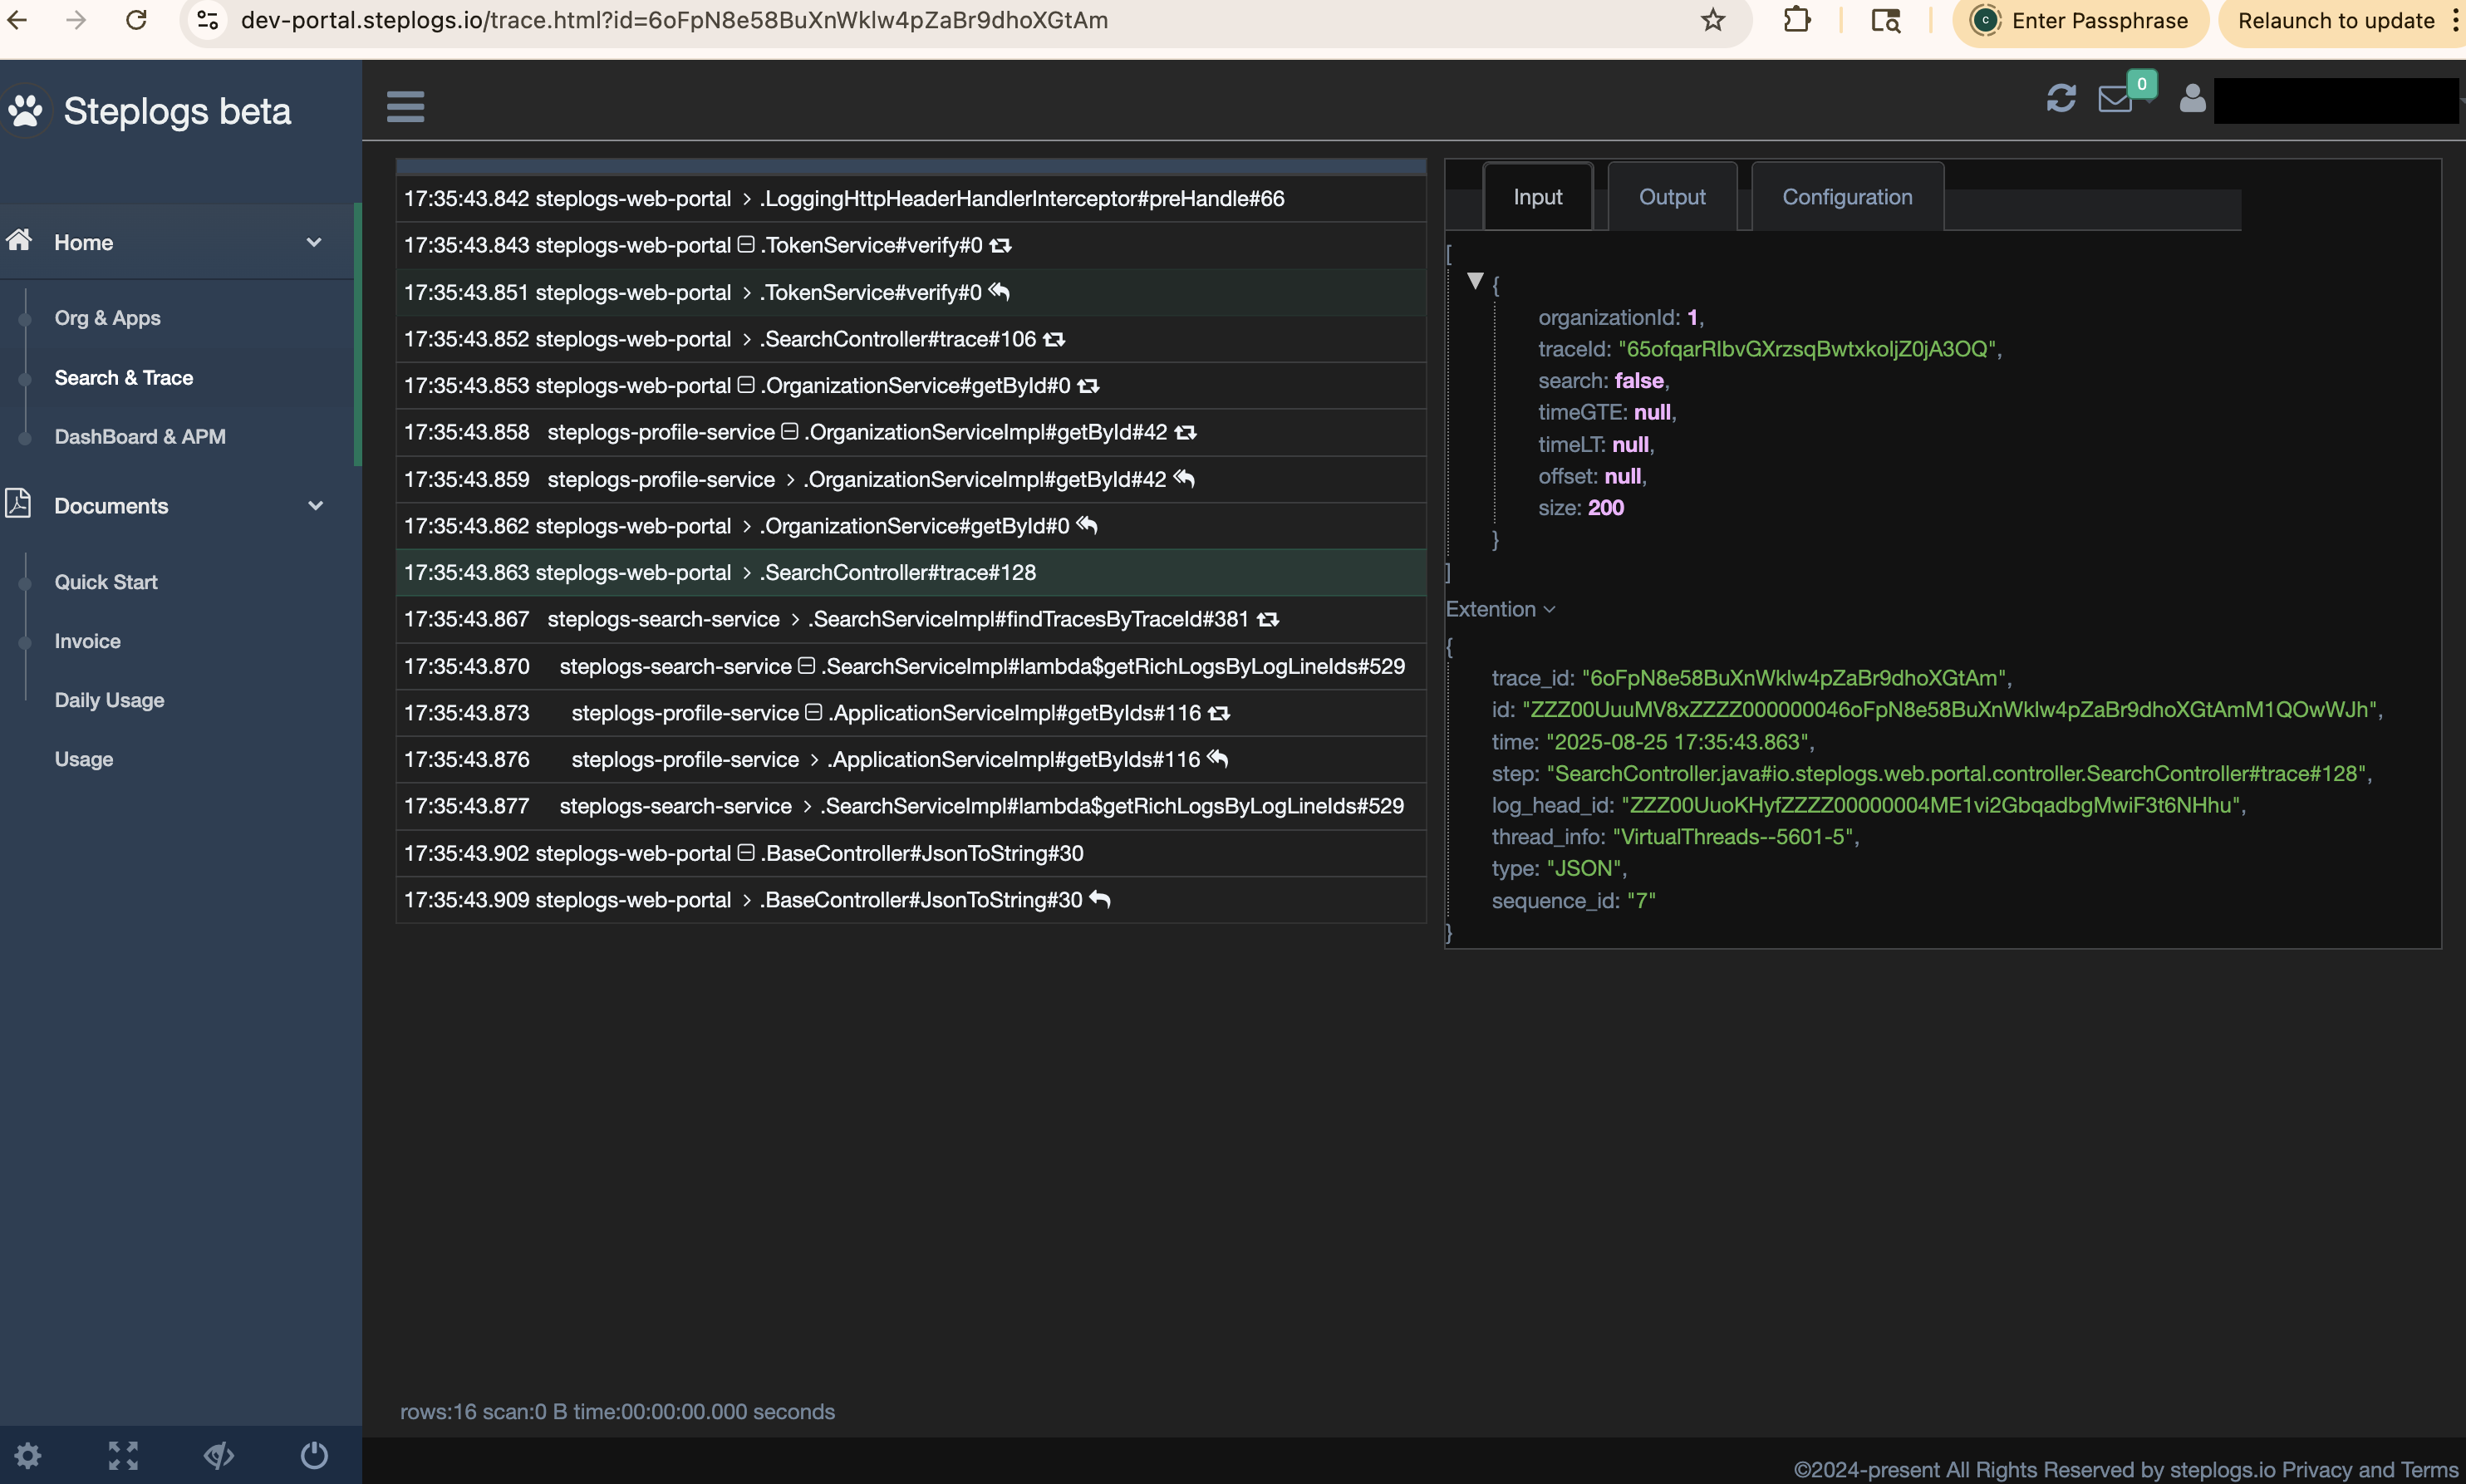 dev-portal.steplogs.io/trace.html?id=6oFpN8e58BuXnWklw4pZaBr9dhoXGtAm
C
Enter Passphrase
Relaunch to update
Steplogs beta
0
Home
Org & Apps
Search & Trace
DashBoard & APM
Documents
Quick Start
Invoice
Daily Usage
Usage
17:35:43.842 steplogs-web-portal > .LoggingHttpHeaderHandlerInterceptor#preHandle#66
17:35:43.843 steplogs-web-portal .TokenService#verify#0
17:35:43.851 steplogs-web-portal > .TokenService#verify#0
17:35:43.852 steplogs-web-portal > .SearchController#trace#106
17:35:43.853 steplogs-web-portal .OrganizationService#getById#0
17:35:43.858 steplogs-profile-service .OrganizationServiceImpl#getById#42
17:35:43.859 steplogs-profile-service > .OrganizationServiceImpl#getById#42
17:35:43.862 steplogs-web-portal > .OrganizationService#getById#0
17:35:43.863 steplogs-web-portal > .SearchController#trace#128
17:35:43.867 steplogs-search-service > .SearchServiceImpl#findTracesByTraceId#381
17:35:43.870 steplogs-search-service .SearchServiceImpl#lambda$getRichLogsByLogLineIds#529
17:35:43.873 steplogs-profile-service .ApplicationServiceImpl#getByIds#116
17:35:43.876 steplogs-profile-service > .ApplicationServiceImpl#getByIds#116
17:35:43.877 steplogs-search-service > .SearchServiceImpl#lambda$getRichLogsByLogLineIds#529
17:35:43.902 steplogs-web-portal .BaseController#JsonToString#30
17:35:43.909 steplogs-web-portal > .BaseController#JsonToString#30
rows:16 scan:0 B time:00:00:00.000 seconds
Input
Output
Configuration
[
{
organizationId: 1,
traceId: "65ofqarRIbvGXrzsqBwtxkoljZ0jA3OQ",
search: false,
timeGTE: null,
timeLT: null,
offset: null,
size: 200
}
]
Extention
{
trace_id: "6oFpN8e58BuXnWklw4pZaBr9dhoXGtAm",
id: "ZZZ00UuuMV8xZZZZ000000046oFpN8e58BuXnWklw4pZaBr9dhoXGtAmM1QOwWJh",
time: "2025-08-25 17:35:43.863",
step: "SearchController.java#io.steplogs.web.portal.controller.SearchController#trace#128",
log_head_id: "ZZZ00UuoKHyfZZZZ00000004ME1vi2GbqadbgMwiF3t6NHhu",
thread_info: "VirtualThreads--5601-5",
type: "JSON",
sequence_id: "7"
}
©2024-present All Rights Reserved by steplogs.io Privacy and Terms